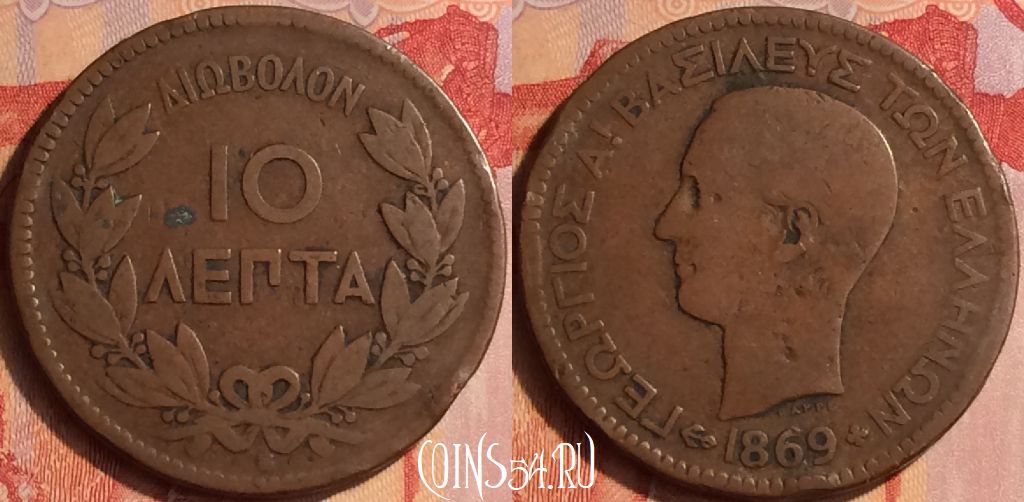 ΔΙΩΒΟΛΟΝ
10
ΛΕΠΤΑ
ΓΕΩΡΓΙΟΣ Α! ΒΑΣΙΛΕΥΣ ΤΩΝ ΕΛΛΗΝΩΝ
1869
COINS54.RU